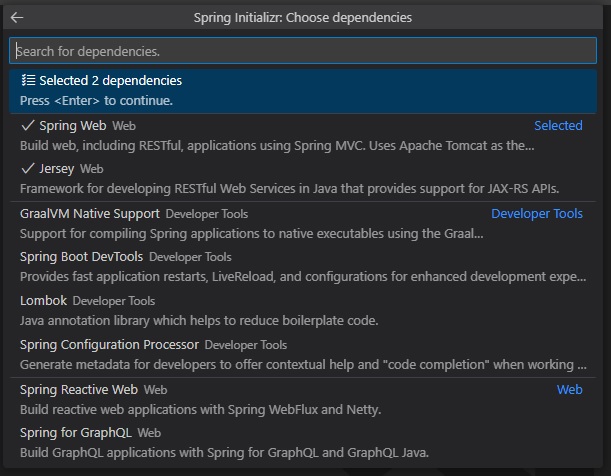 Spring Initializr: Choose dependencies
Search for dependencies.
Selected 2 dependencies
Press <Enter> to continue.
Spring Web Web Selected
Build web, including RESTful, applications using Spring MVC. Uses Apache Tomcat as the...
Jersey Web
Framework for developing RESTful Web Services in Java that provides support for JAX-RS APIs.
GraalVM Native Support Developer Tools Developer Tools
Support for compiling Spring applications to native executables using the Graal...
Spring Boot DevTools Developer Tools
Provides fast application restarts, LiveReload, and configurations for enhanced development expe...
Lombok Developer Tools
Java annotation library which helps to reduce boilerplate code.
Spring Configuration Processor Developer Tools
Generate metadata for developers to offer contextual help and "code completion" when working ...
Spring Reactive Web Web Web
Build reactive web applications with Spring WebFlux and Netty.
Spring for GraphQL Web
Build GraphQL applications with Spring for GraphQL and GraphQL Java.